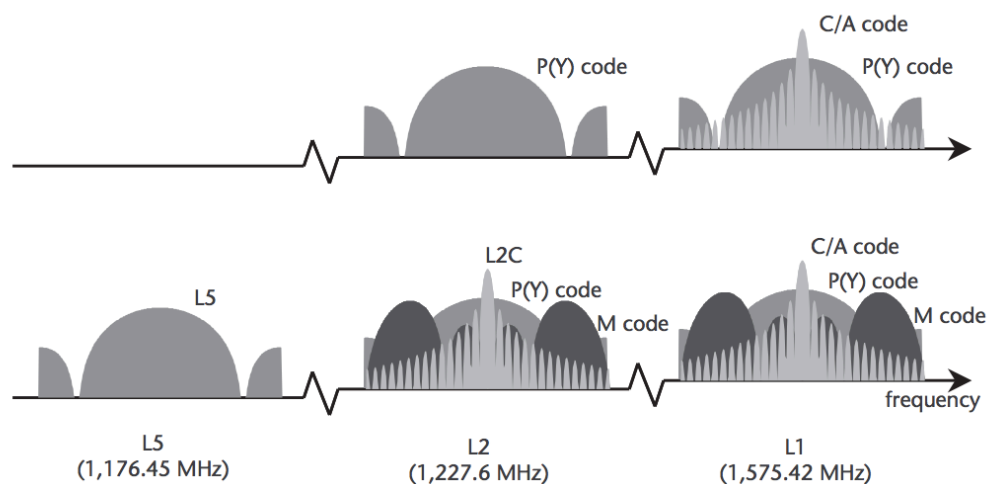 C/A code
P(Y) code
P(Y) code
L2C
C/A code
L5
P(Y) code
P(Y) code
M code
M code
frequency
L5
(1,176.45 MHz)
L2
(1,227.6 MHz)
L1
(1,575.42 MHz)